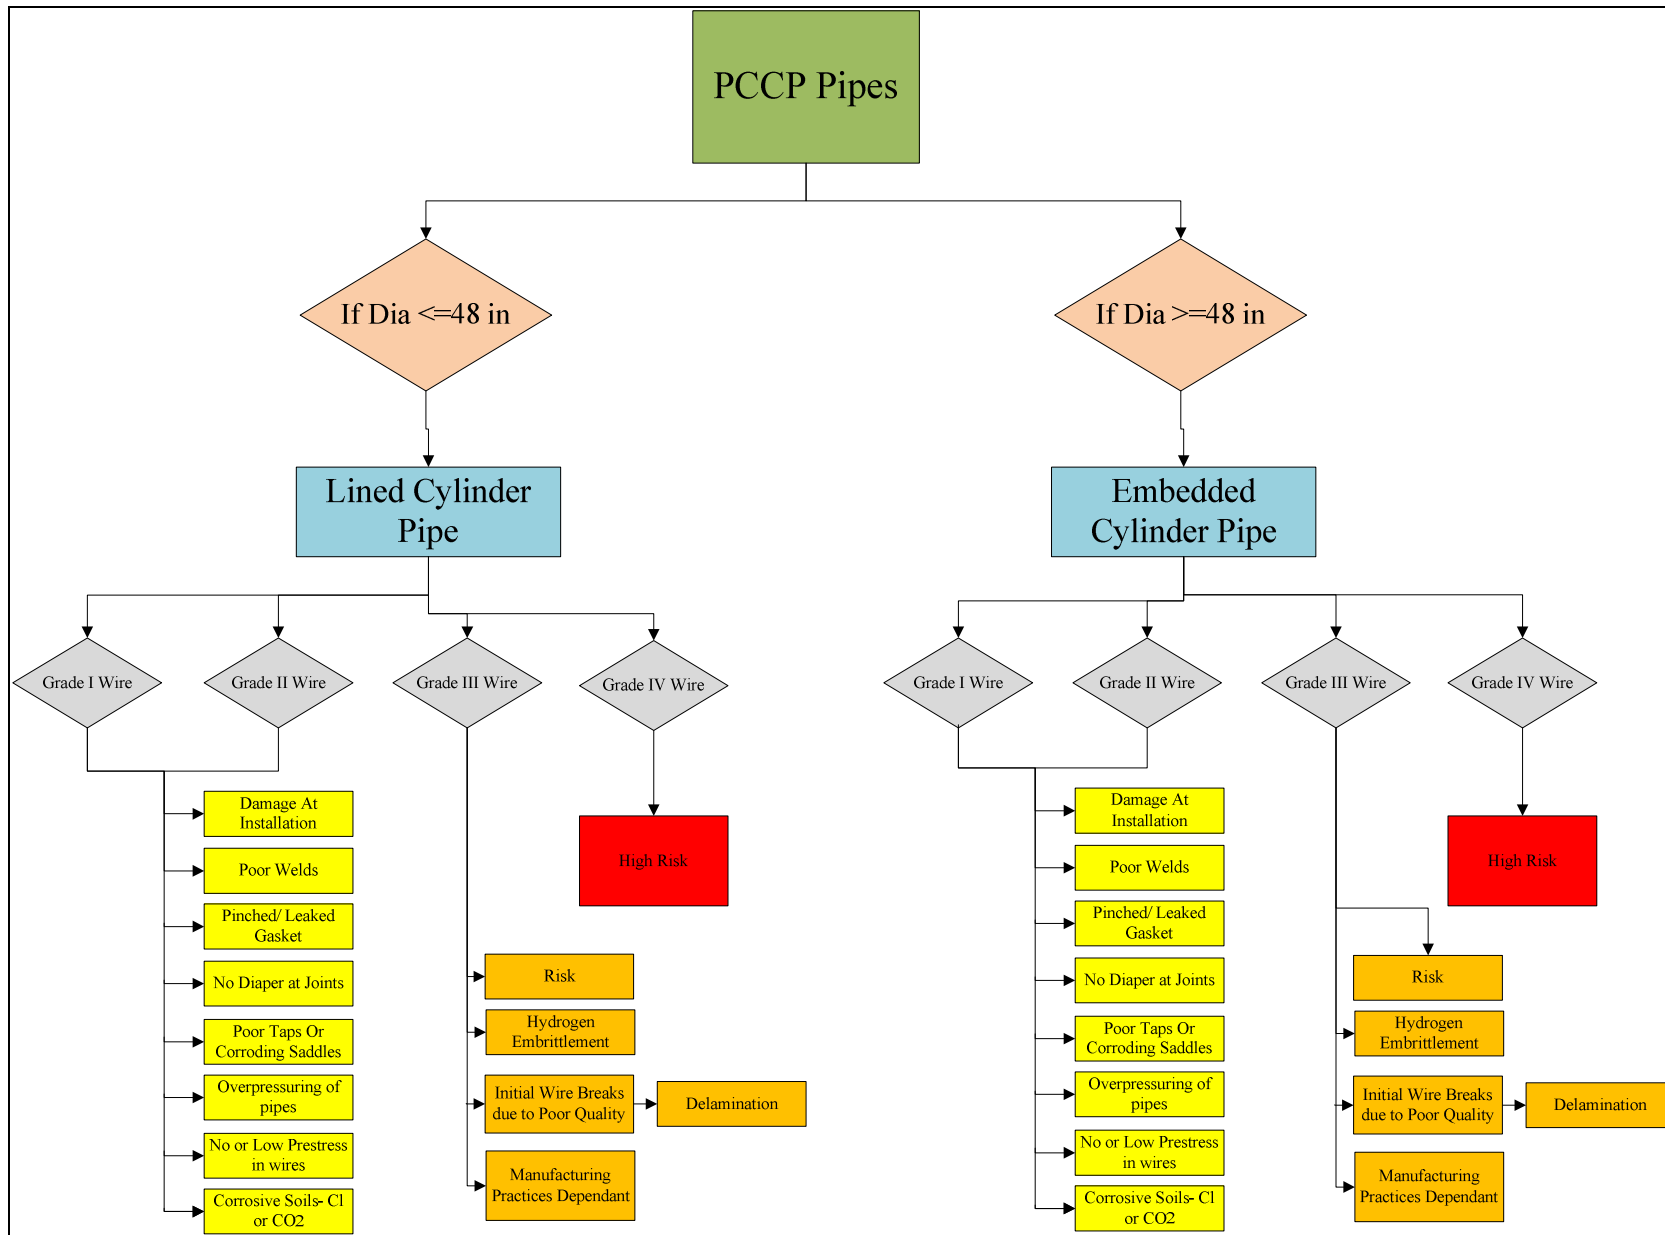 PCCP Pipes
If Dia <=48 in
If Dia >=48 in
Lined Cylinder
Pipe
Embedded
Cylinder Pipe
Grade I Wire
Grade II Wire
Grade III Wire
Grade IV Wire
Grade I Wire
Grade II Wire
Grade III Wire
Grade IV Wire
Damage At
Installation
Poor Welds
Pinched/ Leaked
Gasket
No Diaper at Joints
Poor Taps Or
Corroding Saddles
Overpressuring of
pipes
No or Low Prestress
in wires
Corrosive Soils- Cl
or CO2
Risk
Hydrogen
Embrittlement
Initial Wire Breaks
due to Poor Quality
Delamination
Manufacturing
Practices Dependant
High Risk
Damage At
Installation
Poor Welds
Pinched/ Leaked
Gasket
No Diaper at Joints
Poor Taps Or
Corroding Saddles
Overpressuring of
pipes
No or Low Prestress
in wires
Corrosive Soils- Cl
or CO2
Risk
Hydrogen
Embrittlement
Initial Wire Breaks
due to Poor Quality
Delamination
Manufacturing
Practices Dependant
High Risk